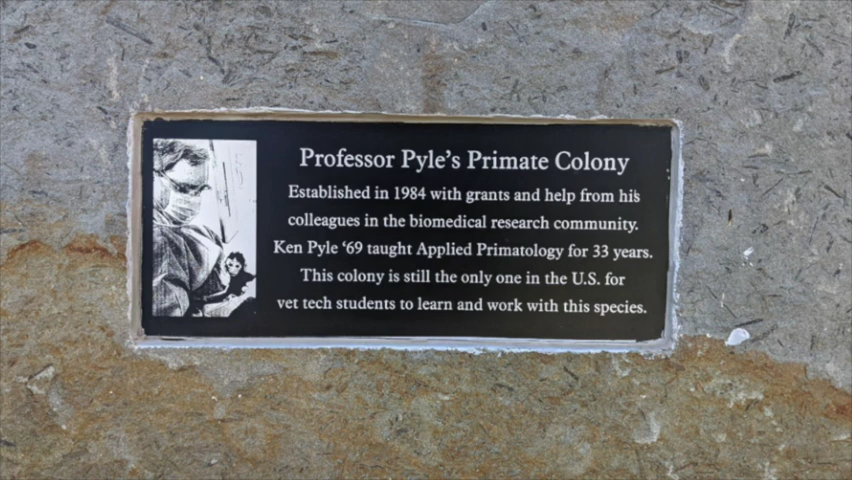 Professor Pyle's Primate Colony
Established in 1984 with grants and help from his
colleagues in the biomedical research community.
Ken Pyle ‘69 taught Applied Primatology for 33 years.
This colony is still the only one in the U.S. for
vet tech students to learn and work with this species.